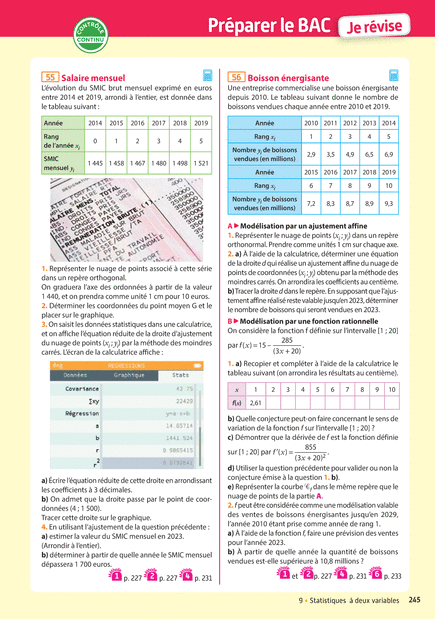 CONTRÔLE
CONTINU
Préparer le BAC
Je révise
55 Salaire mensuel
L'évolution du SMIC brut mensuel exprimé en euros
entre 2014 et 2019, arrondi à l'entier, est donnée dans
le tableau suivant :
Année 2014 2015 2016 2017 2018 2019
Rang de l'année xᵢ 0 1 2 3 4 5
SMIC mensuel yᵢ 1 445 1 458 1 467 1 480 1 498 1 521
1. Représenter le nuage de points associé à cette série
dans un repère orthogonal.
On graduera l'axe des ordonnées à partir de la valeur
1 440, et on prendra comme unité 1 cm pour 10 euros.
2. Déterminer les coordonnées du point moyen G et le
placer sur le graphique.
3. On saisit les données statistiques dans une calculatrice,
et on affiche l'équation réduite de la droite d'ajustement
du nuage de points (xᵢ ; yᵢ) par la méthode des moindres
carrés. L'écran de la calculatrice affiche :
REGRESSIONS
Données Graphique Stats
Covariance 43.75
Σxy 22429
Régression y=a·x+b
a 14.65714
b 1441.524
r 0.9865415
r²
a) Écrire l'équation réduite de cette droite en arrondissant
les coefficients à 3 décimales.
b) On admet que la droite passe par le point de coor-
données (4 ; 1 500).
Tracer cette droite sur le graphique.
4. En utilisant l'ajustement de la question précédente :
a) estimer la valeur du SMIC mensuel en 2023.
(Arrondir à l'entier).
b) déterminer à partir de quelle année le SMIC mensuel
dépassera 1 700 euros.
1 p. 227 2 p. 227 4 p. 231
56 Boisson énergisante
Une entreprise commercialise une boisson énergisante
depuis 2010. Le tableau suivant donne le nombre de
boissons vendues chaque année entre 2010 et 2019.
Année 2010 2011 2012 2013 2014
Rang xᵢ 1 2 3 4 5
Nombre yᵢ de boissons vendues (en millions) 2,9 3,5 4,9 6,5 6,9
Année 2015 2016 2017 2018 2019
Rang xᵢ 6 7 8 9 10
Nombre yᵢ de boissons vendues (en millions) 7,2 8,3 8,7 8,9 9,3
A ▶ Modélisation par un ajustement affine
1. Représenter le nuage de points (xᵢ ; yᵢ) dans un repère
orthonormal. Prendre comme unités 1 cm sur chaque axe.
2. a) À l'aide de la calculatrice, déterminer une équation
de la droite d qui réalise un ajustement affine du nuage de
points de coordonnées (xᵢ ; yᵢ) obtenu par la méthode des
moindres carrés. On arrondira les coefficients au centième.
b) Tracer la droite d dans le repère. En supposant que l'ajus-
tement affine réalisé reste valable jusqu'en 2023, déterminer
le nombre de boissons qui seront vendues en 2023.
B ▶ Modélisation par une fonction rationnelle
On considère la fonction f définie sur l'intervalle [1 ; 20]
par f(x) = 15 − 285/(3x + 20).
1. a) Recopier et compléter à l'aide de la calculatrice le
tableau suivant (on arrondira les résultats au centième).
x 1 2 3 4 5 6 7 8 9 10
f(x) 2,61
b) Quelle conjecture peut-on faire concernant le sens de
variation de la fonction f sur l'intervalle [1 ; 20] ?
c) Démontrer que la dérivée de f est la fonction définie
sur [1 ; 20] par f'(x) = 855/(3x + 20)².
d) Utiliser la question précédente pour valider ou non la
conjecture émise à la question 1. b).
e) Représenter la courbe 𝒞f dans le même repère que le
nuage de points de la partie A.
2. f peut être considérée comme une modélisation valable
des ventes de boissons énergisantes jusqu'en 2029,
l'année 2010 étant prise comme année de rang 1.
a) À l'aide de la fonction f, faire une prévision des ventes
pour l'année 2023.
b) À partir de quelle année la quantité de boissons
vendues est-elle supérieure à 10,8 millions ?
1 et 2 p. 227 4 p. 231 6 p. 233
9 • Statistiques à deux variables 245